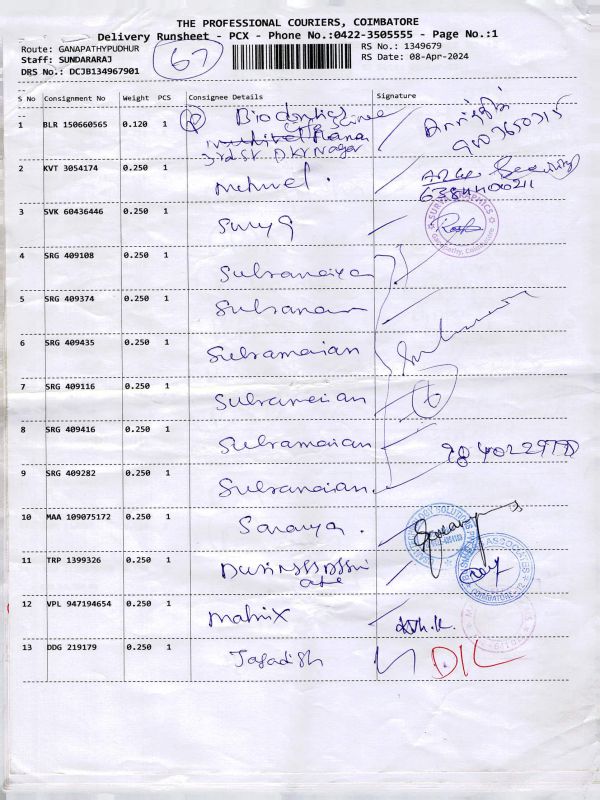 THE PROFESSIONAL COURIERS, COIMBATORE
Delivery Runsheet - PCX - Phone No.:0422-3505555 - Page No.:1
Route: GANAPATHYPUDHUR
RS No.: 1349679
Staff: SUNDARARAJ
RS Date: 08-Apr-2024
DRS No.: DCJB134967901
67
S No Consignment No Weight PCS Consignee Details Signature
1 BLR 150660565 0.120 1 Biodontics
3rd St. D.KV Nagar
2 KVT 3054174 0.250 1 Mehuel.
6384400211
3 SVK 60436446 0.250 1 Surya
4 SRG 409108 0.250 1 Subramaiyan
5 SRG 409374 0.250 1
6 SRG 409435 0.250 1 Subramaian
7 SRG 409116 0.250 1 Subramaian
6
8 SRG 409416 0.250 1 Subramaian
9 SRG 409282 0.250 1 Subramaian
10 MAA 109075172 0.250 1 Saranya.
11 TRP 1399326 0.250 1
12 VPL 947194654 0.250 1 Matrix
13 DDG 219179 0.250 1 Jagadish DIL